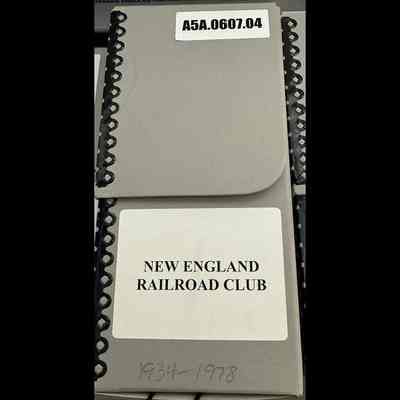 A5A.0607.04
NEW ENGLAND
RAILROAD CLUB
1934-1978